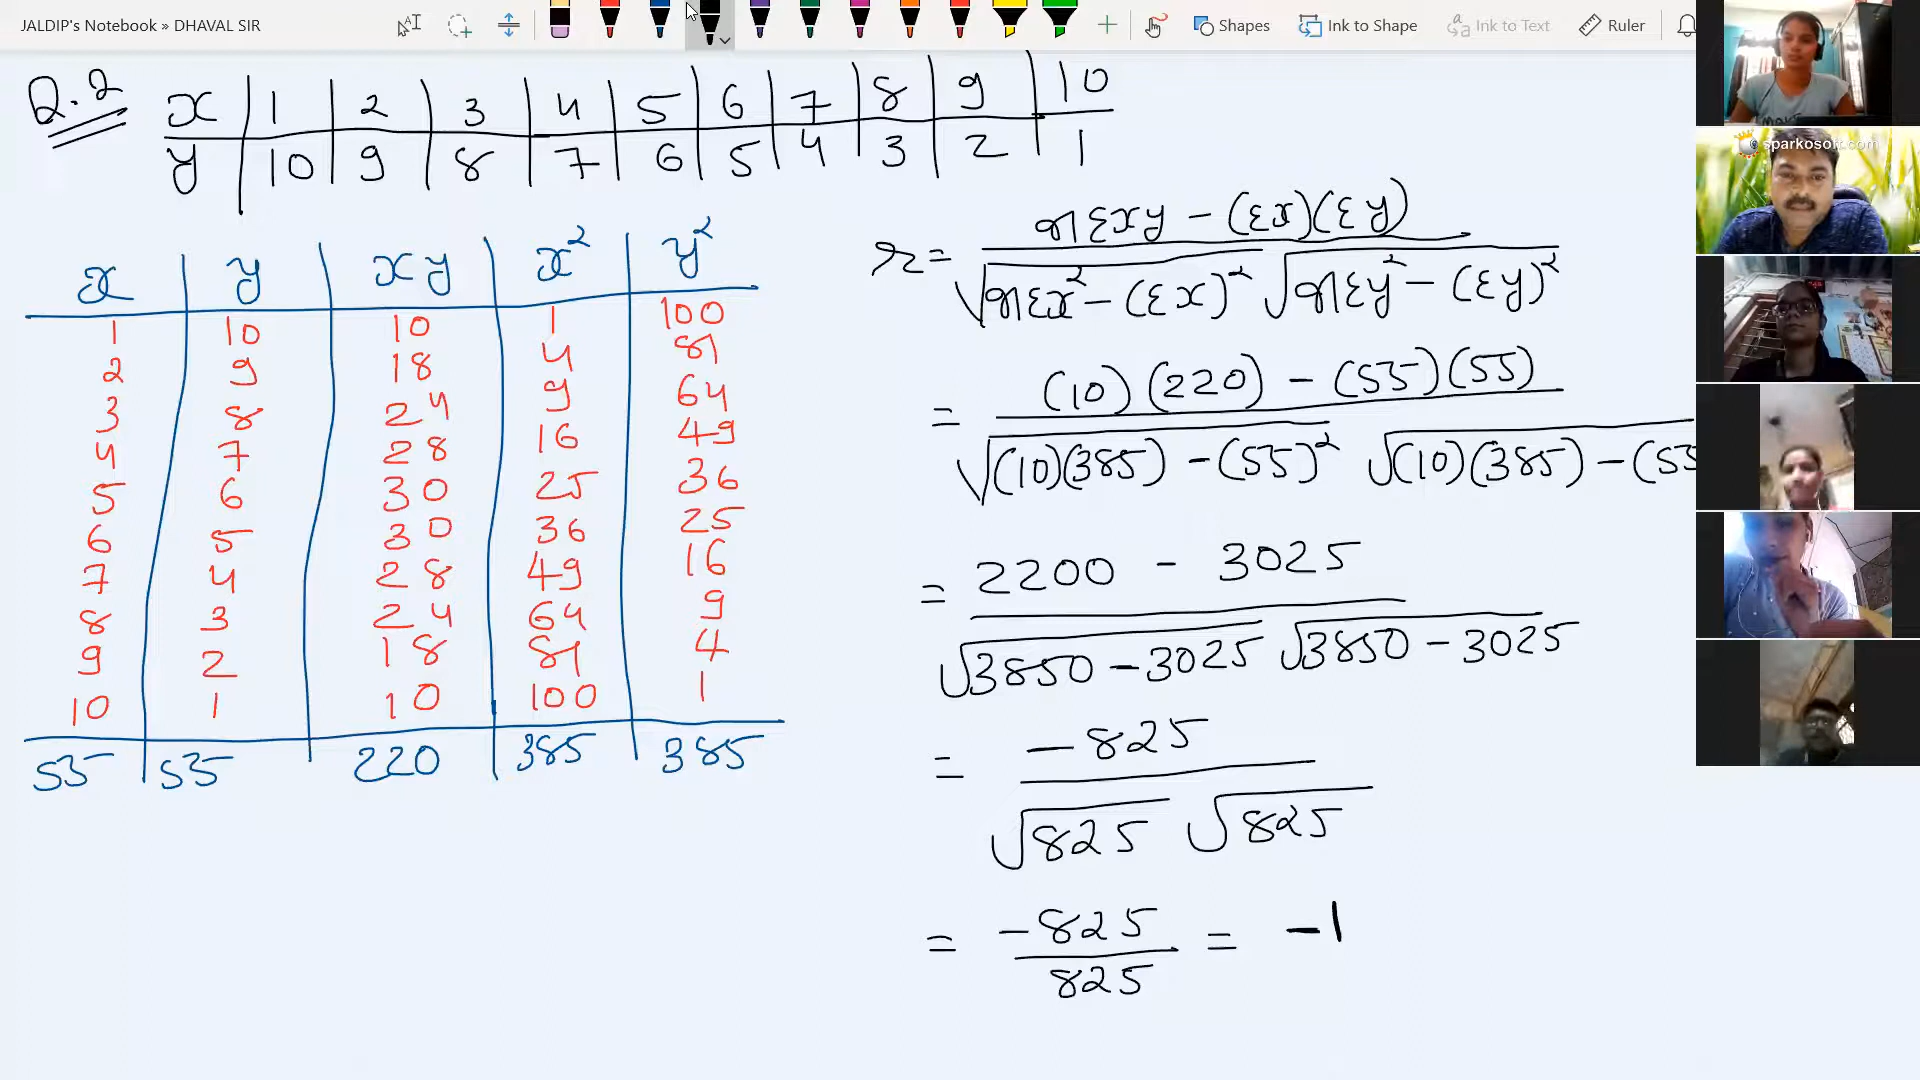 JALDIP's Notebook » DHAVAL SIR
Shapes
Ink to Shape
Ink to Text
Ruler
sparkosoft.com
Q.2
x | 1 | 2 | 3 | 4 | 5 | 6 | 7 | 8 | 9 | 10
y | 10 | 9 | 8 | 7 | 6 | 5 | 4 | 3 | 2 | 1
x | y | xy | x² | y²
1 | 10 | 10 | 1 | 100
2 | 9 | 18 | 4 | 81
3 | 8 | 24 | 9 | 64
4 | 7 | 28 | 16 | 49
5 | 6 | 30 | 25 | 36
6 | 5 | 30 | 36 | 25
7 | 4 | 28 | 49 | 16
8 | 3 | 24 | 64 | 9
9 | 2 | 18 | 81 | 4
10 | 1 | 10 | 100 | 1
55 | 55 | 220 | 385 | 385
r =
nΣxy - (Σx)(Σy)
√nΣx² - (Σx)² √nΣy² - (Σy)²
=
(10)(220) - (55)(55)
√(10)(385) - (55)² √(10)(385) - (55
=
2200 - 3025
√3850 - 3025 √3850 - 3025
=
-825
√825 √825
=
-825
825
= -1